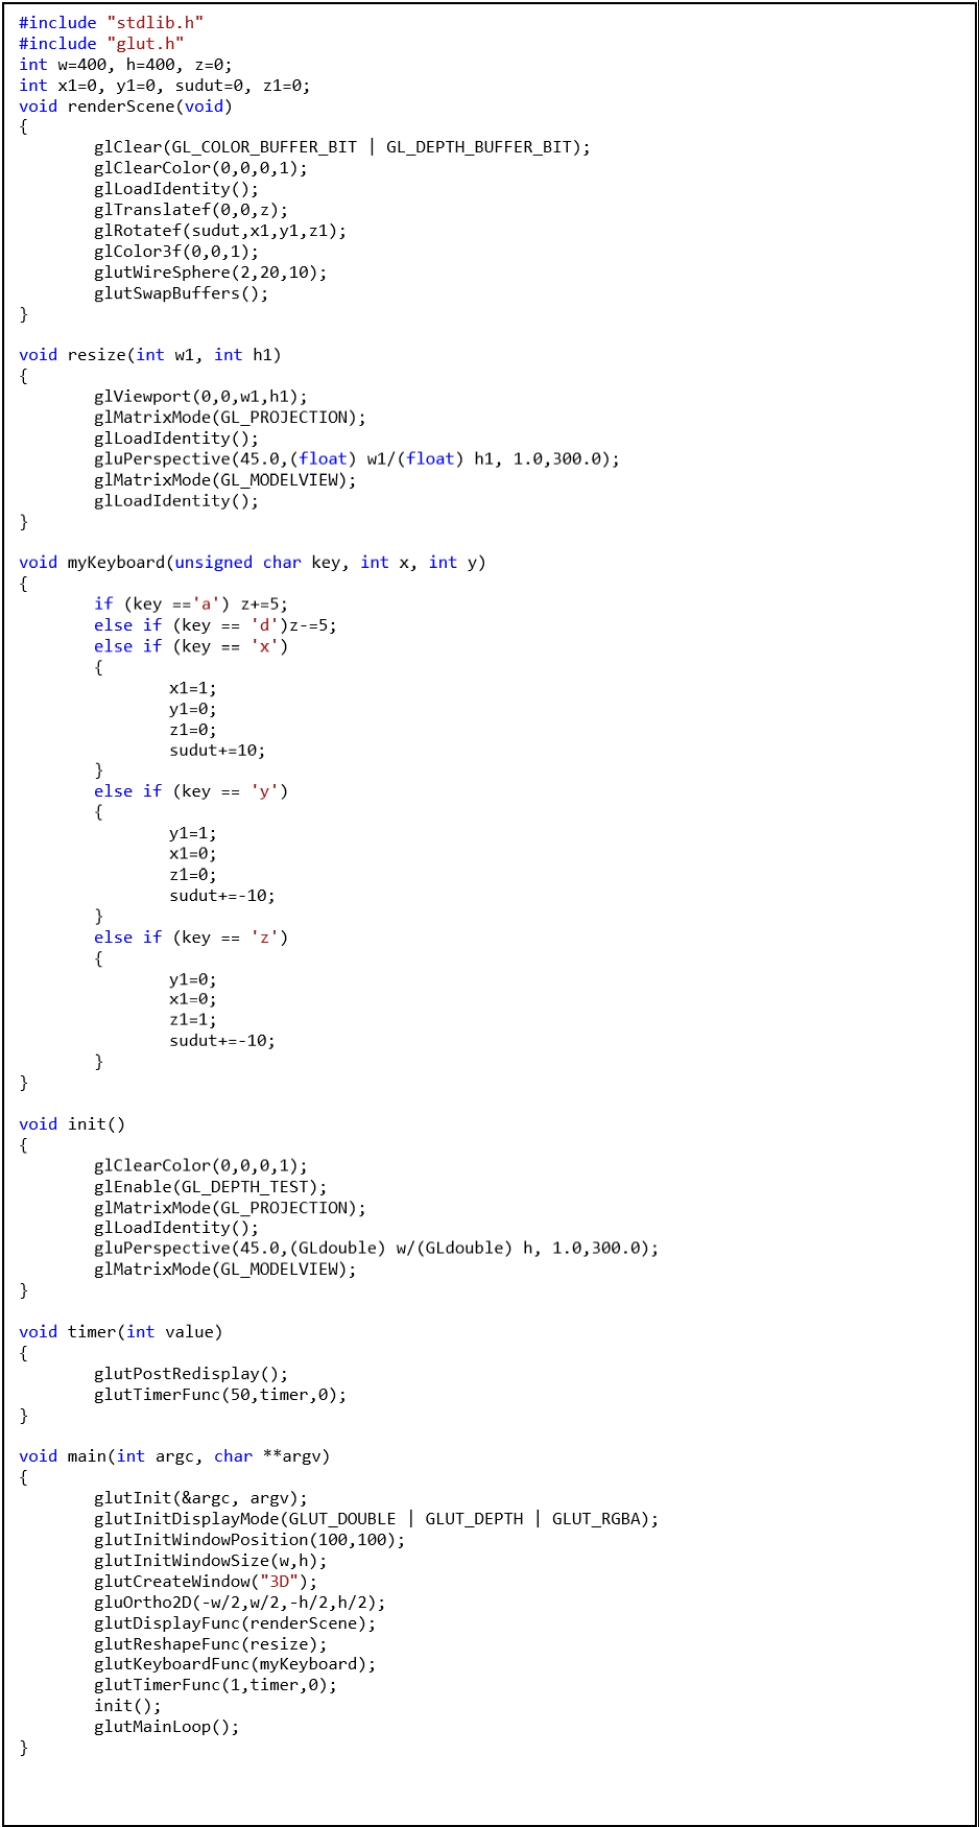 #include "stdlib.h"
#include "glut.h"
int w=400, h=400, z=0;
int x1=0, y1=0, sudut=0, z1=0;
void renderScene(void)
{
glClear(GL_COLOR_BUFFER_BIT | GL_DEPTH_BUFFER_BIT);
glClearColor(0,0,0,1);
glLoadIdentity();
glTranslatef(0,0,z);
glRotatef(sudut,x1,y1,z1);
glColor3f(0,0,1);
glutWireSphere(2,20,10);
glutSwapBuffers();
}
void resize(int w1, int h1)
{
glViewport(0,0,w1,h1);
glMatrixMode(GL_PROJECTION);
glLoadIdentity();
gluPerspective(45.0,(float) w1/(float) h1, 1.0,300.0);
glMatrixMode(GL_MODELVIEW);
glLoadIdentity();
}
void myKeyboard(unsigned char key, int x, int y)
{
if (key =='a') z+=5;
else if (key == 'd')z-=5;
else if (key == 'x')
{
x1=1;
y1=0;
z1=0;
sudut+=10;
}
else if (key == 'y')
{
y1=1;
x1=0;
z1=0;
sudut+=-10;
}
else if (key == 'z')
{
y1=0;
x1=0;
z1=1;
sudut+=-10;
}
}
void init()
{
glClearColor(0,0,0,1);
glEnable(GL_DEPTH_TEST);
glMatrixMode(GL_PROJECTION);
glLoadIdentity();
gluPerspective(45.0,(GLdouble) w/(GLdouble) h, 1.0,300.0);
glMatrixMode(GL_MODELVIEW);
}
void timer(int value)
{
glutPostRedisplay();
glutTimerFunc(50,timer,0);
}
void main(int argc, char **argv)
{
glutInit(&argc, argv);
glutInitDisplayMode(GLUT_DOUBLE | GLUT_DEPTH | GLUT_RGBA);
glutInitWindowPosition(100,100);
glutInitWindowSize(w,h);
glutCreateWindow("3D");
gluOrtho2D(-w/2,w/2,-h/2,h/2);
glutDisplayFunc(renderScene);
glutReshapeFunc(resize);
glutKeyboardFunc(myKeyboard);
glutTimerFunc(1,timer,0);
init();
glutMainLoop();
}